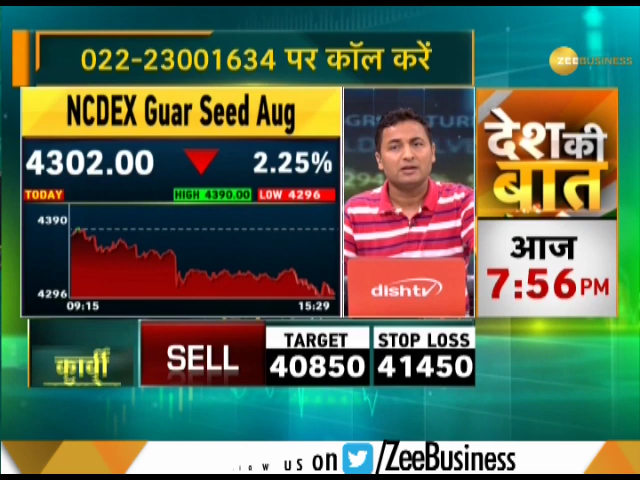 022-23001634 पर कॉल करें
ZEE BUSINESS
NCDEX Guar Seed Aug
4302.00 2.25%
TODAY HIGH 4390.00 LOW 4296
4390
4296
09:15 15:29
dishtv
देश की
बात
आज
7:56 PM
कार्वी
SELL
TARGET
40850
STOP LOSS
41450
us on /ZeeBusiness